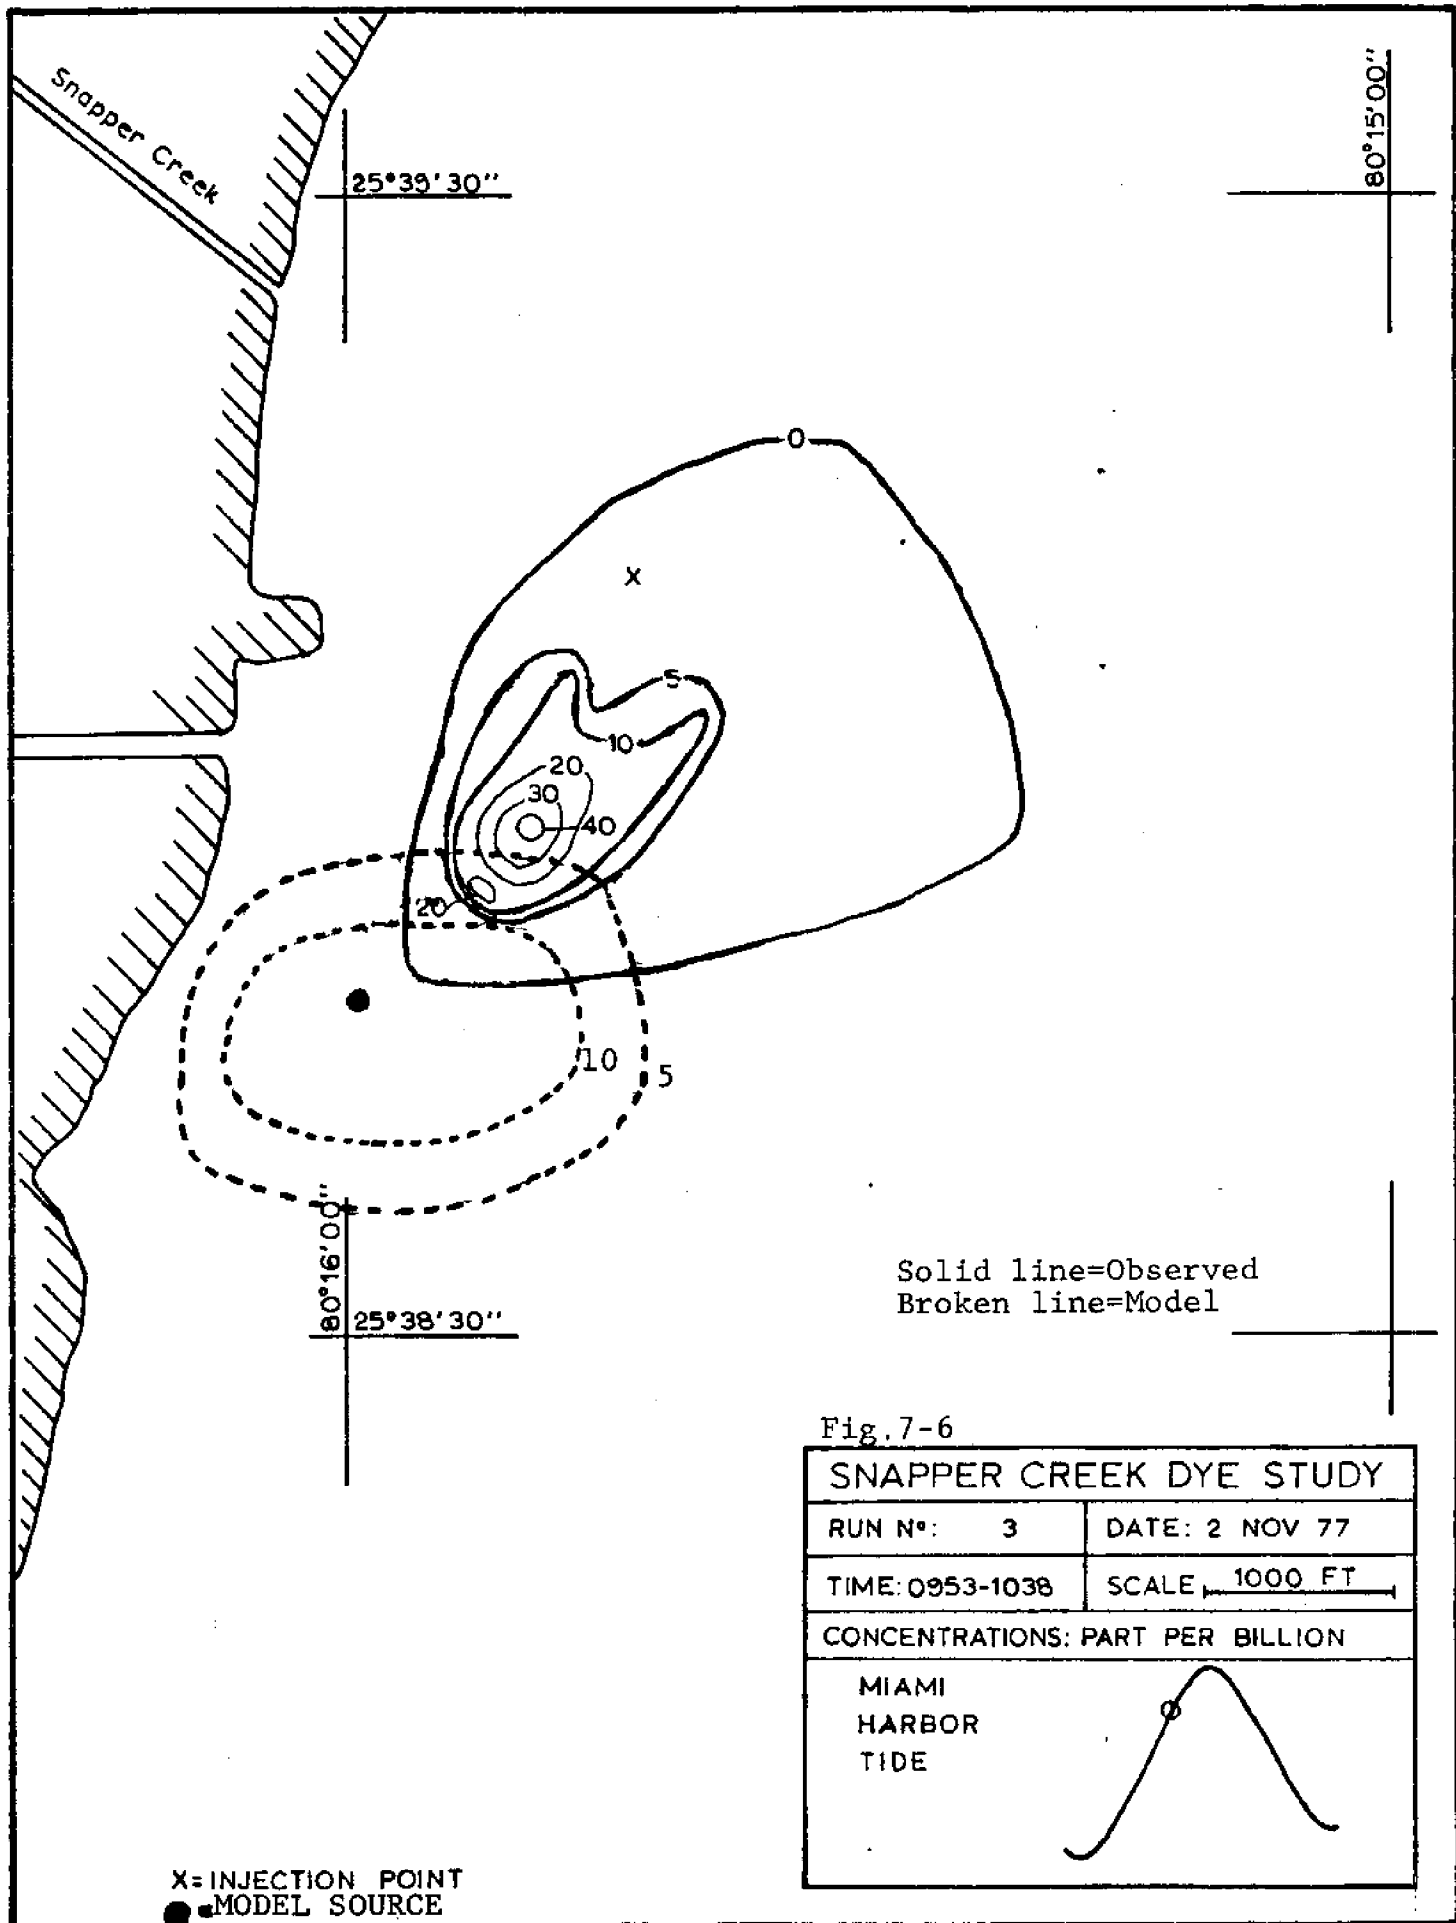 Snapper Creek
80°15'00"
25°39'30"
0
X
5
10
20
30
40
20
10
5
80°16'00"
25°38'30"
Solid line=Observed
Broken line=Model
Fig.7-6
SNAPPER CREEK DYE STUDY
RUN Nº: 3
DATE: 2 NOV 77
TIME: 0953-1038
SCALE 1000 FT
CONCENTRATIONS: PART PER BILLION
MIAMI
HARBOR
TIDE
X=INJECTION POINT
=MODEL SOURCE